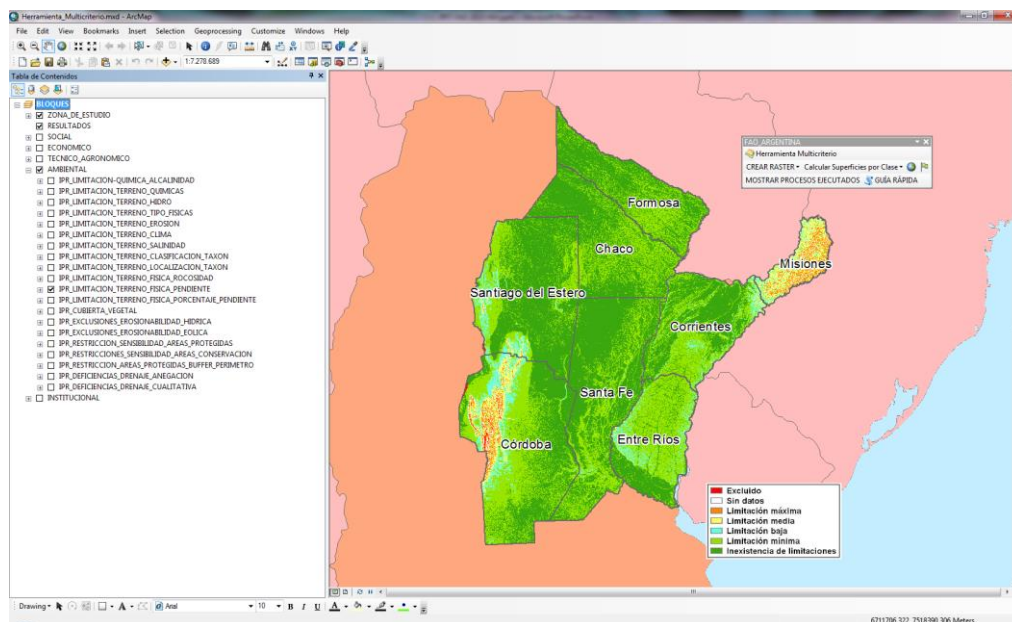 Herramienta_Multicriterio.mxd - ArcMap
File Edit View Bookmarks Insert Selection Geoprocessing Customize Windows Help
1:7.278.689
Tabla de Contenidos
BLOQUES
ZONA_DE_ESTUDIO
RESULTADOS
SOCIAL
ECONOMICO
TECNICO_AGRONOMICO
AMBIENTAL
IPR_LIMITACION-QUIMICA_ALCALINIDAD
IPR_LIMITACION_TERRENO_QUIMICAS
IPR_LIMITACION_TERRENO_HIDRO
IPR_LIMITACION_TERRENO_TIPO_FISICAS
IPR_LIMITACION_TERRENO_EROSION
IPR_LIMITACION_TERRENO_CLIMA
IPR_LIMITACION_TERRENO_SALINIDAD
IPR_LIMITACION_TERRENO_CLASIFICACION_TAXON
IPR_LIMITACION_TERRENO_LOCALIZACION_TAXON
IPR_LIMITACION_TERRENO_FISICA_ROCOSIDAD
IPR_LIMITACION_TERRENO_FISICA_PENDIENTE
IPR_LIMITACION_TERRENO_FISICA_PORCENTAJE_PENDIENTE
IPR_CUBIERTA_VEGETAL
IPR_EXCLUSIONES_EROSIONABILIDAD_HIDRICA
IPR_EXCLUSIONES_EROSIONABILIDAD_EOLICA
IPR_RESTRICCION_SENSIBILIDAD_AREAS_PROTEGIDAS
IPR_RESTRICCIONES_SENSIBILIDAD_AREAS_CONSERVACION
IPR_RESTRICCION_AREAS_PROTEGIDAS_BUFFER_PERIMETRO
IPR_DEFICIENCIAS_DRENAJE_ANEGACION
IPR_DEFICIENCIAS_DRENAJE_CUALITATIVA
INSTITUCIONAL
FAO_ARGENTINA
Herramienta Multicriterio
CREAR RASTER Calcular Superficies por Clase
MOSTRAR PROCESOS EJECUTADOS GUÍA RÁPIDA
Formosa
Chaco
Misiones
Santiago del Estero
Corrientes
Santa Fe
Entre Ríos
Córdoba
Excluido
Sin datos
Limitación máxima
Limitación media
Limitación baja
Limitación mínima
Inexistencia de limitaciones
Drawing A Arial 10 B I U A
6711786,322 7518398,306 Meters